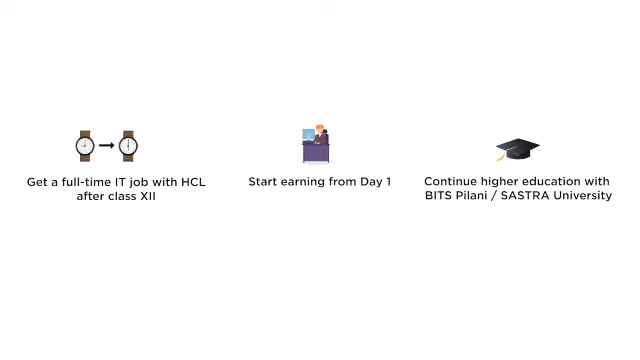 Get a full-time IT job with HCL
after class XII
Start earning from Day 1
Continue higher education with
BITS Pilani / SASTRA University